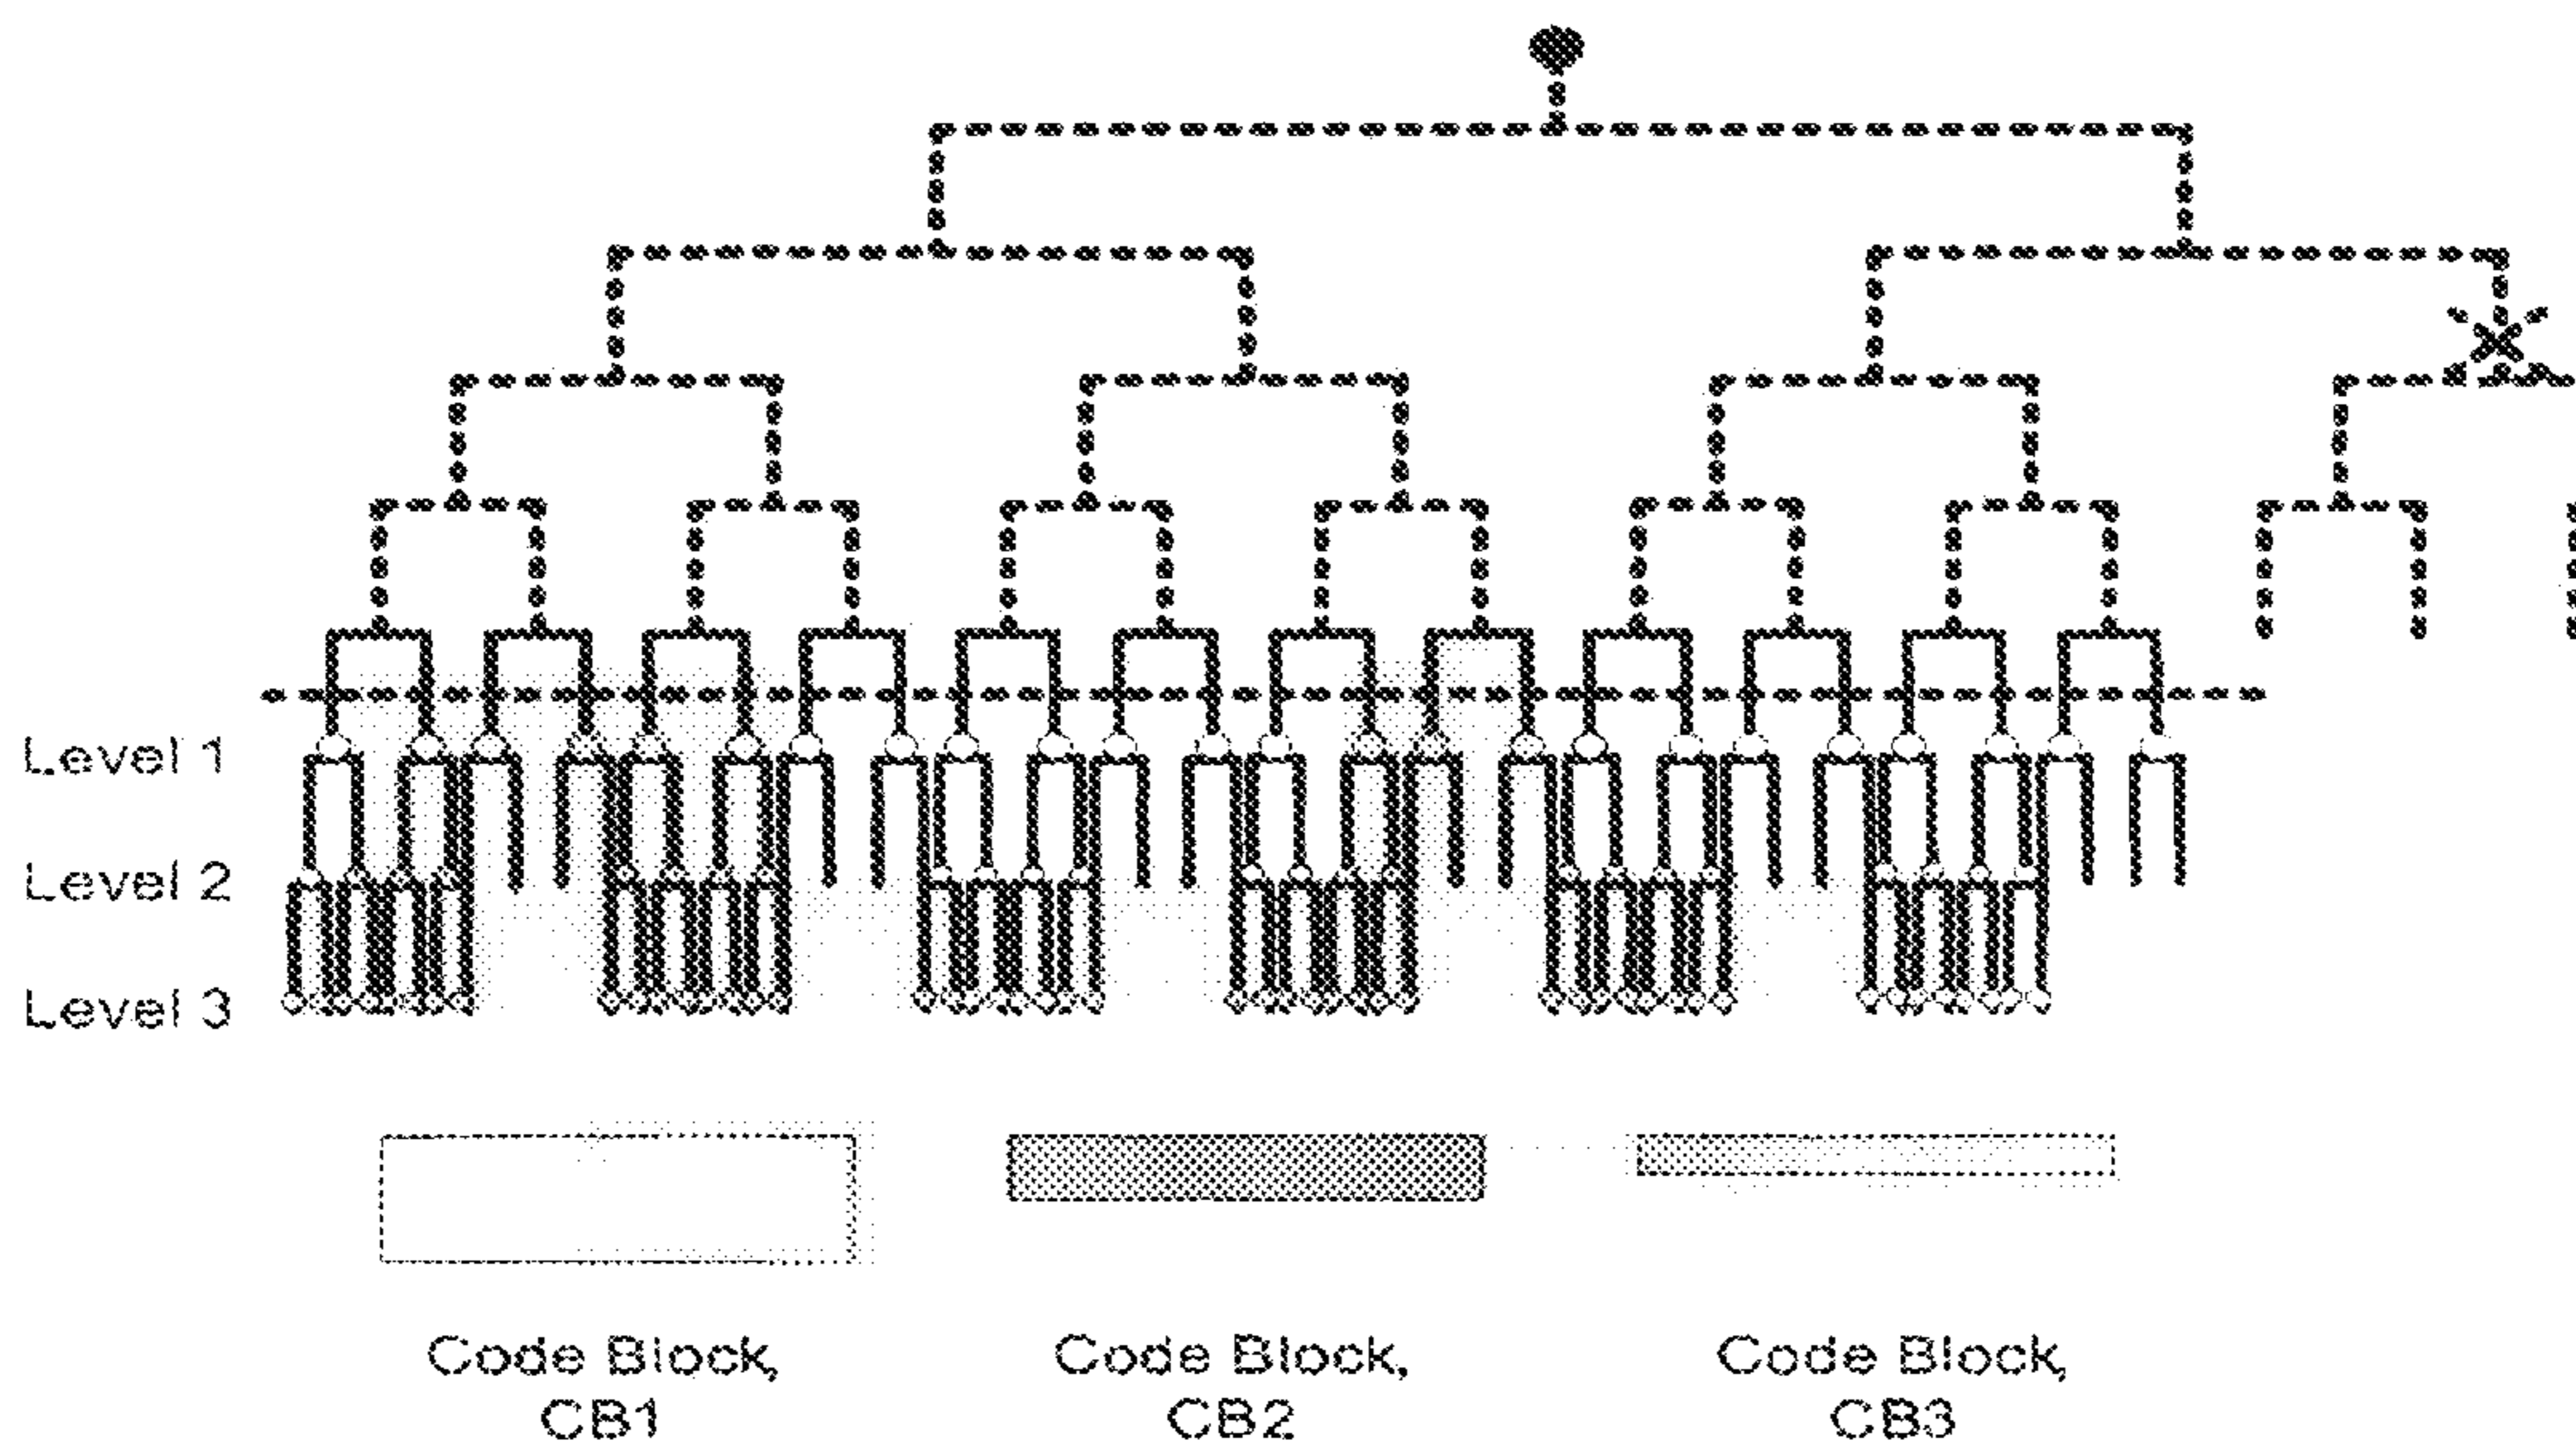 Level 1
Level 2
Level 3
Code Block,
CB1
Code Block,
CB2
Code Block,
CB3